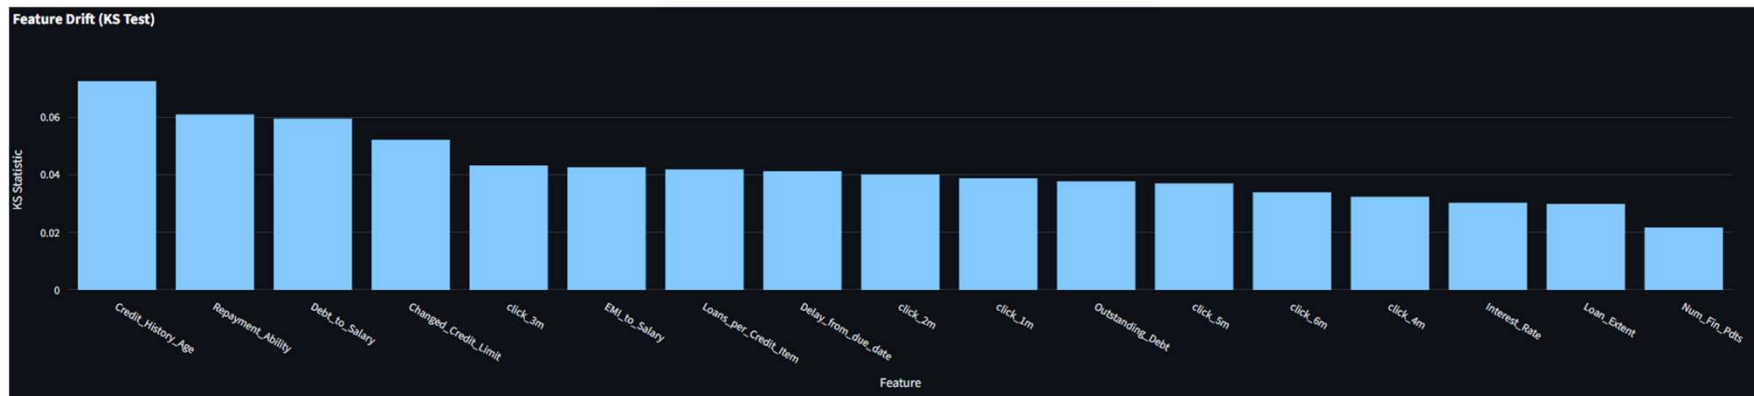 Feature Drift (KS Test)
KS Statistic
0.06
0.04
0.02
0
Credit_History_Age
Repayment_Ability
Debt_to_Salary
Changed_Credit_Limit
click_3m
EMI_to_Salary
Loans_per_Credit_Item
Delay_from_due_date
click_2m
click_1m
Outstanding_Debt
click_5m
click_6m
click_4m
Interest_Rate
Loan_Extent
Num_Fin_Pdts
Feature